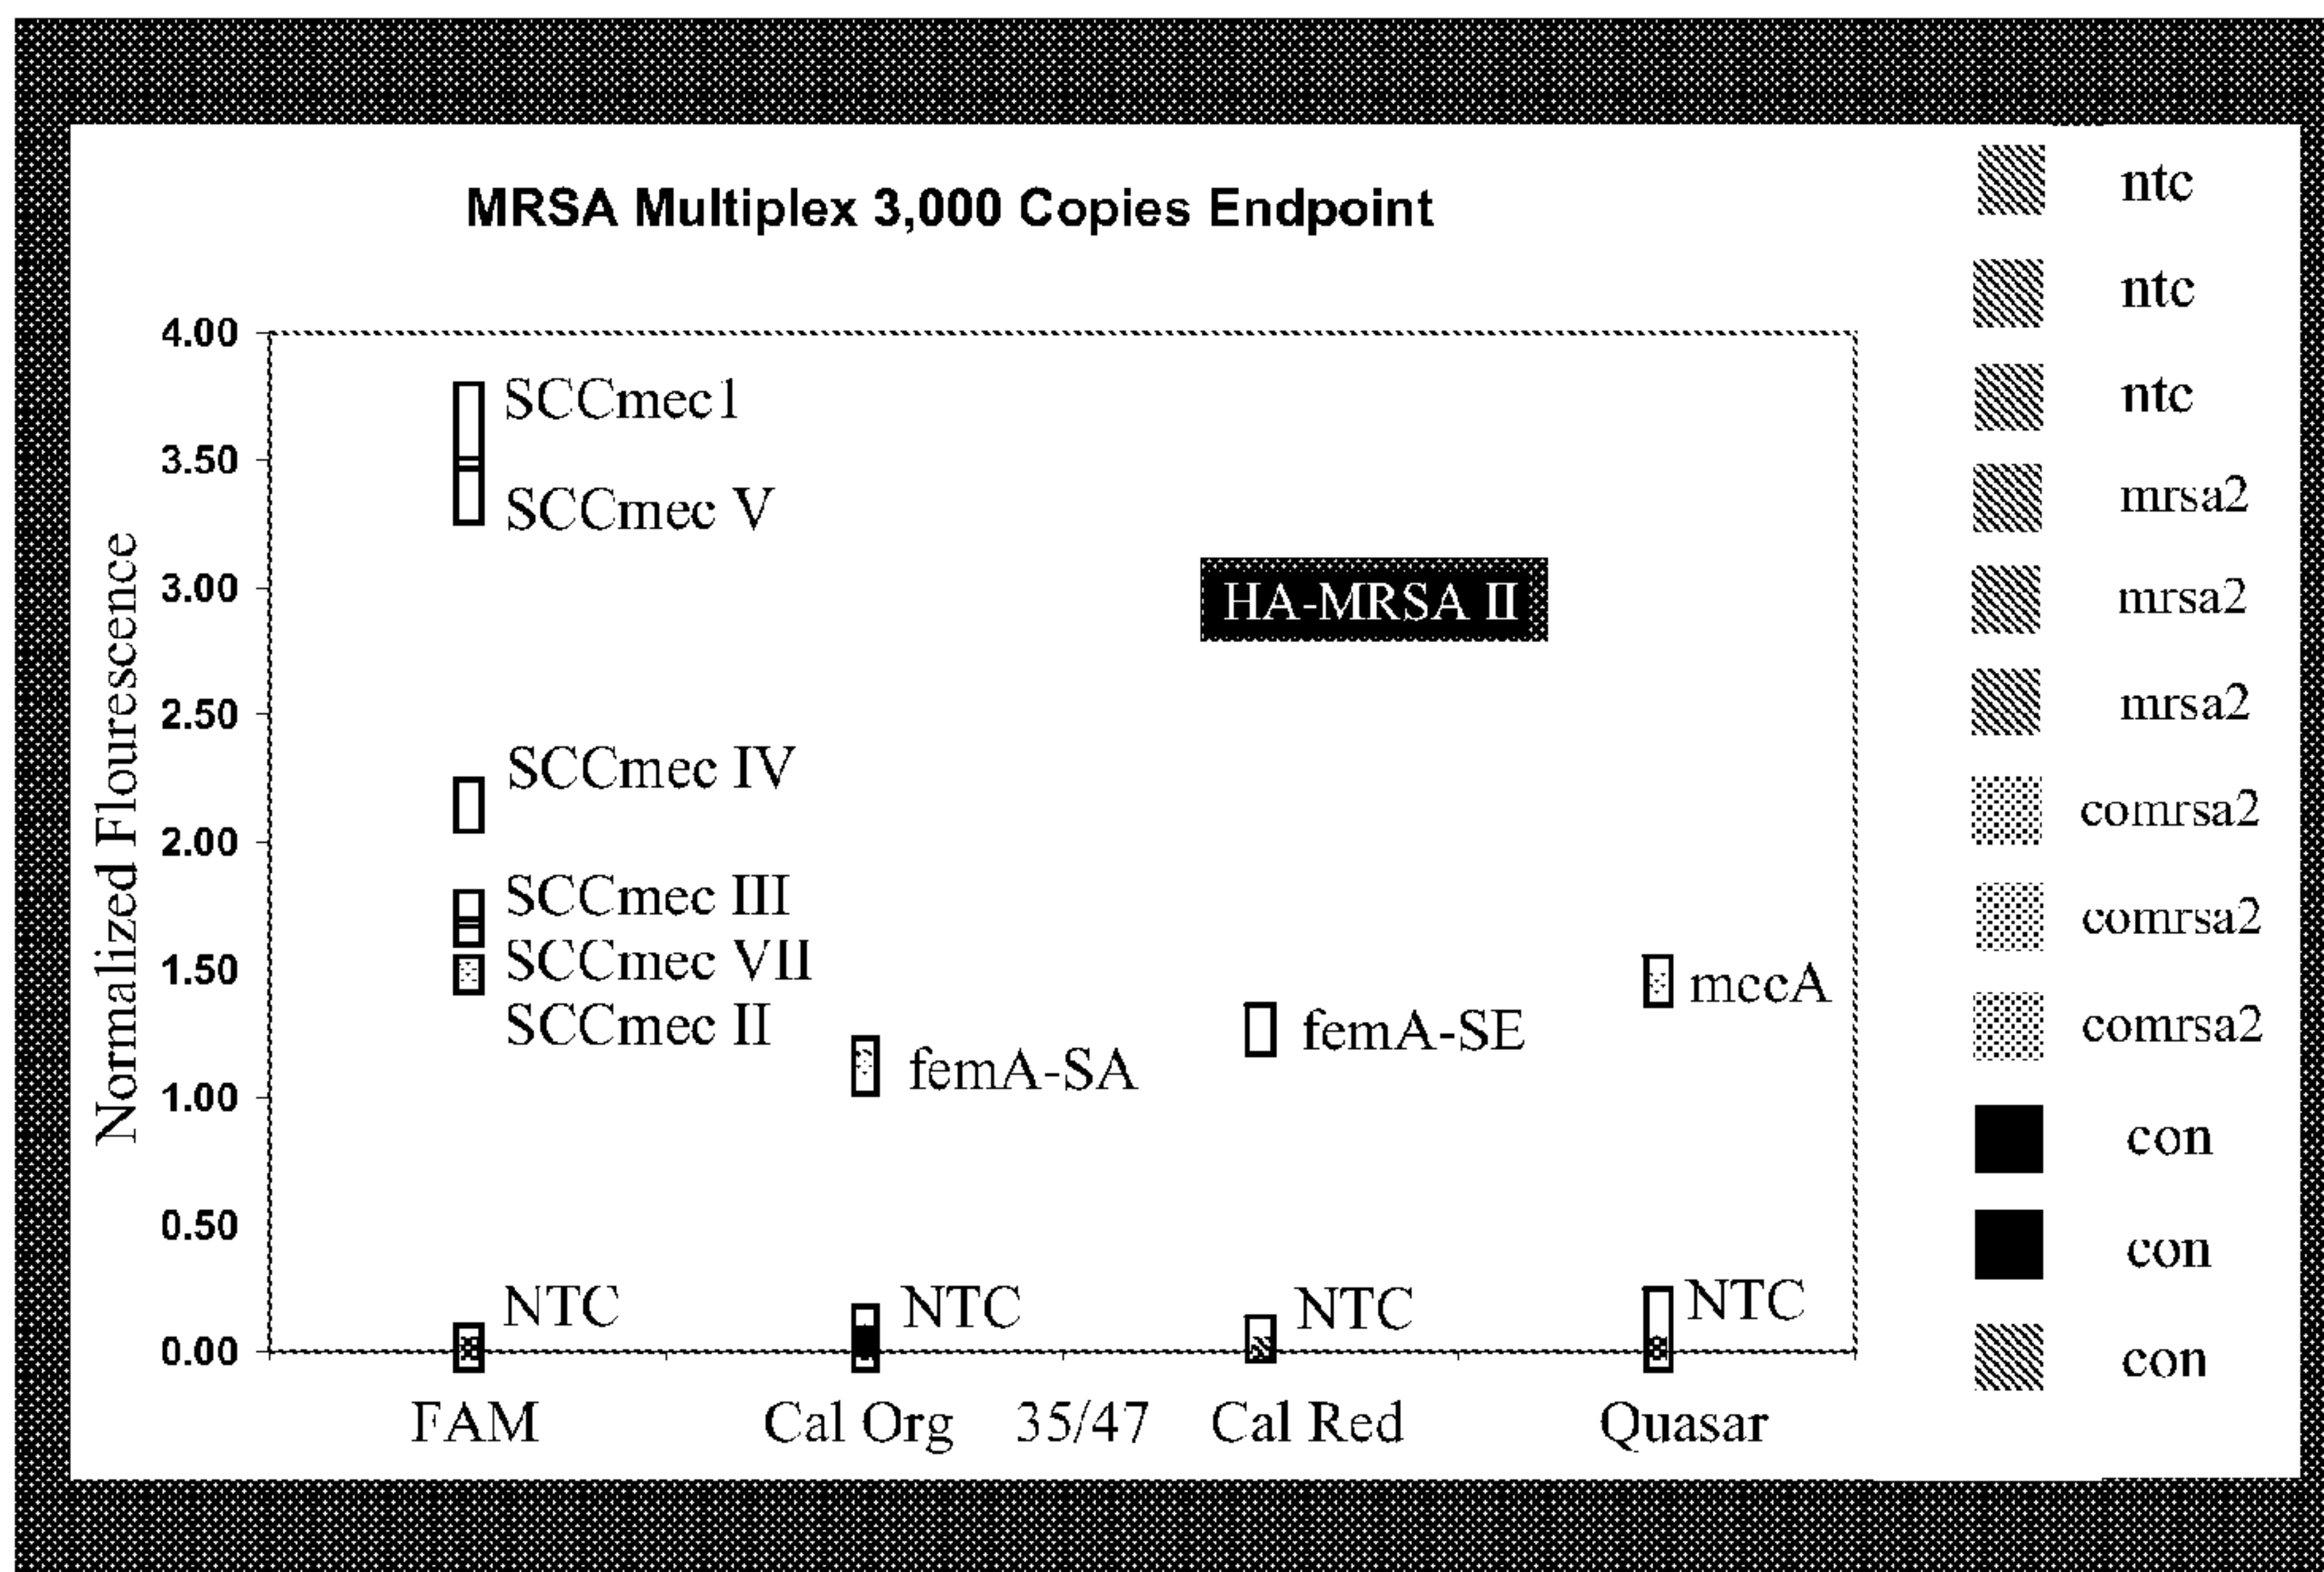 MRSA Multiplex 3,000 Copies Endpoint
Normalized Flourescence
4.00
3.50
3.00
2.50
2.00
1.50
1.00
0.50
0.00
SCCmec1
SCCmec V
HA-MRSA II
SCCmec IV
SCCmec III
SCCmec VII
SCCmec II
femA-SA
femA-SE
mccA
NTC
NTC
NTC
NTC
FAM
Cal Org
35/47
Cal Red
Quasar
ntc
ntc
ntc
mrsa2
mrsa2
mrsa2
comrsa2
comrsa2
comrsa2
con
con
con